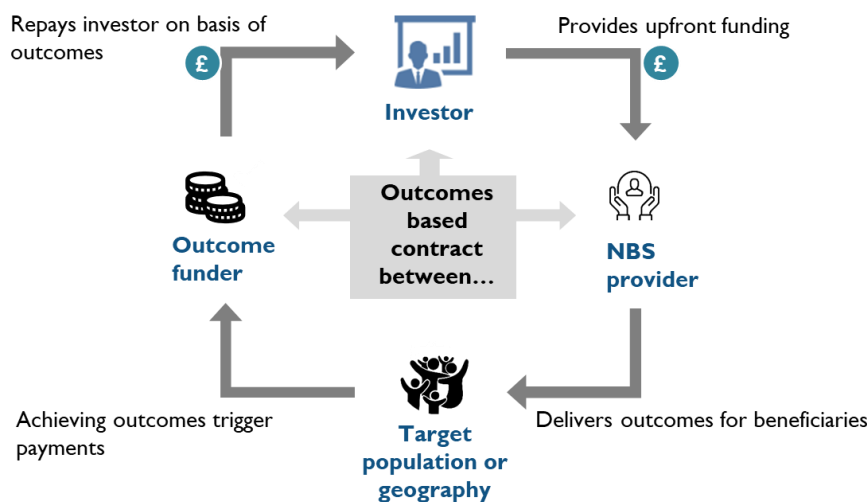 Repays investor on basis of
outcomes
£
Provides upfront funding
£
Investor
Outcomes
based
contract
between...
Outcome
funder
NBS
provider
Achieving outcomes trigger
payments
Delivers outcomes for beneficiaries
Target
population or
geography